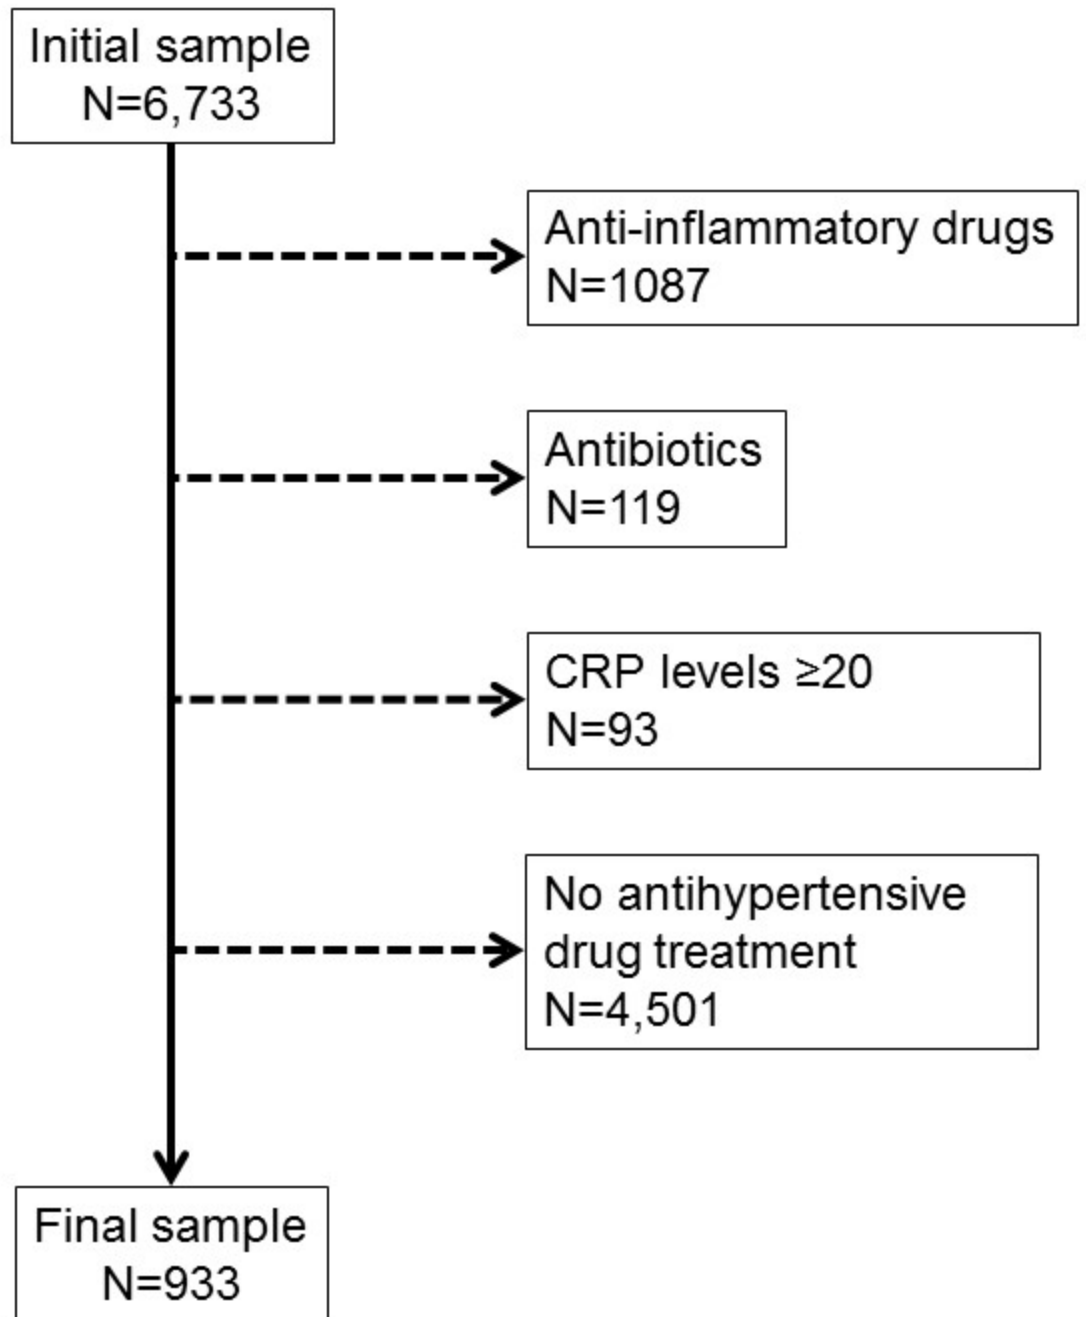 Initial sample
N=6,733
Anti-inflammatory drugs
N=1087
Antibiotics
N=119
CRP levels ≥20
N=93
No antihypertensive
drug treatment
N=4,501
Final sample
N=933